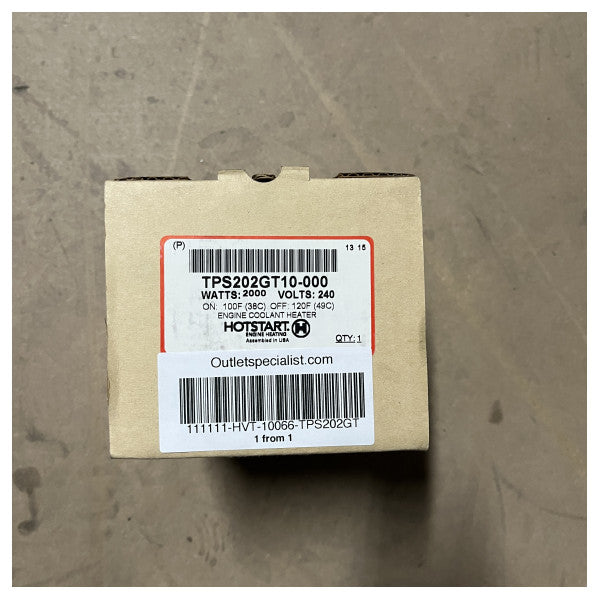 (P) 13 15
TPS202GT10-000
WATTS: 2000 VOLTS: 240
ON: 100F (38C) OFF: 120F (49C)
ENGINE COOLANT HEATER
HOTSTART.
ENGINE HEATING
Assembled in USA
QTY: 1
Outletspecialist.com
111111-HVT-10066-TPS202GT
1 from 1